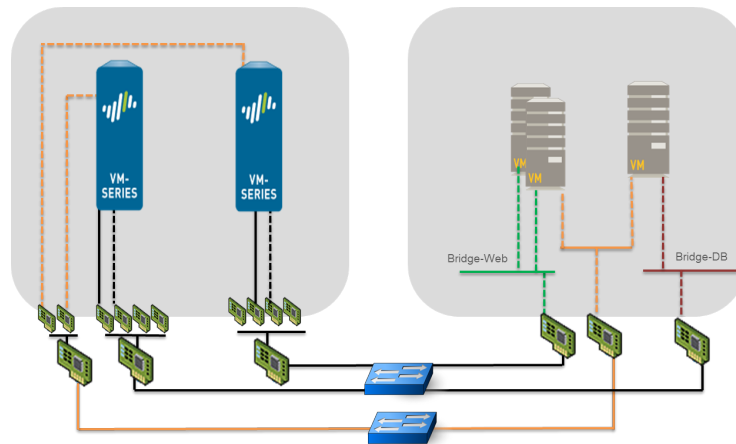 VM-
SERIES
VM-
SERIES
VM
VM
VM
Bridge-Web
Bridge-DB